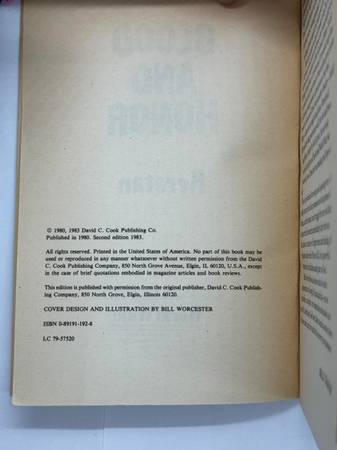 © 1980, 1983 David C. Cook Publishing Co.
Published in 1980. Second edition 1983.
All rights reserved. Printed in the United States of America. No part of this book may be
used or reproduced in any manner whatsoever without written permission from the David
C. Cook Publishing Company, 850 North Grove Avenue, Elgin, IL 60120, U.S.A., except
in the case of brief quotations embodied in magazine articles and book reviews.
This edition is published with permission from the original publisher, David C. Cook Publish-
ing Company, 850 North Grove, Elgin, Illinois 60120.
COVER DESIGN AND ILLUSTRATION BY BILL WORCESTER
ISBN 0-89191-192-8
LC 79-57520